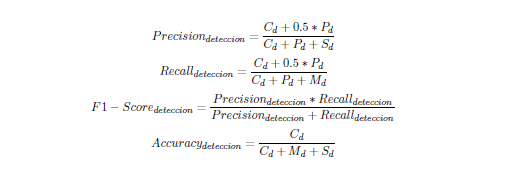 Precision_{deteccion} = \frac{C_d + 0.5 * P_d}{C_d + P_d + S_d}
Recall_{deteccion} = \frac{C_d + 0.5 * P_d}{C_d + P_d + M_d}
F1 - Score_{deteccion} = \frac{Precision_{deteccion} * Recall_{deteccion}}{Precision_{deteccion} + Recall_{deteccion}}
Accuracy_{deteccion} = \frac{C_d}{C_d + M_d + S_d}